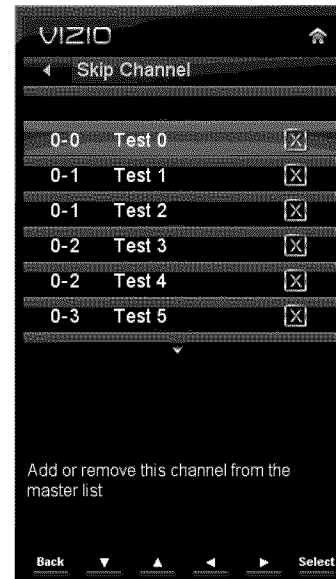 VIZIO
Skip Channel
0-0 Test 0 X
0-1 Test 1 X
0-1 Test 2 X
0-2 Test 3 X
0-2 Test 4 X
0-3 Test 5 X
Add or remove this channel from the
master list
Back Select